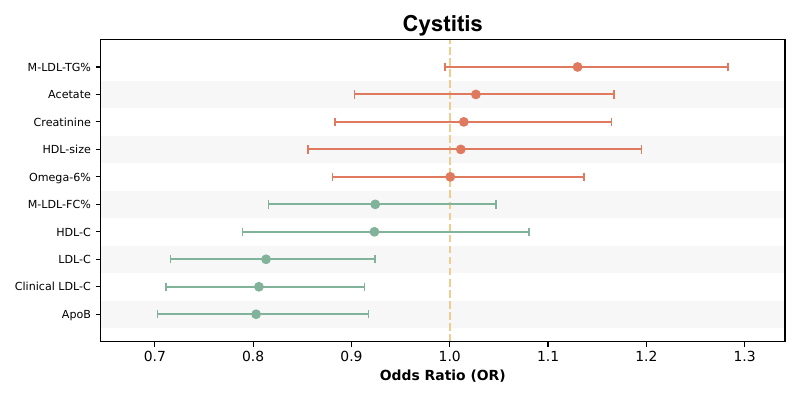 Cystitis
M-LDL-TG%
Acetate
Creatinine
HDL-size
Omega-6%
M-LDL-FC%
HDL-C
LDL-C
Clinical LDL-C
ApoB
0.7 0.8 0.9 1.0 1.1 1.2 1.3
Odds Ratio (OR)